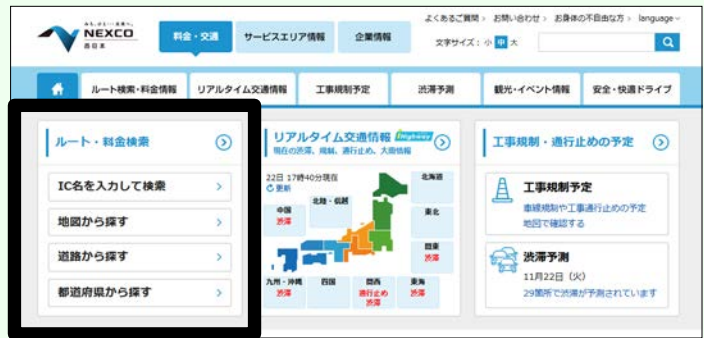 よくあるご質問› お問い合わせ› お身体の不自由な方› language
NEXCO
西日本
料金・交通 サービスエリア情報 企業情報
文字サイズ: 小 中 大
ルート検索・料金情報 リアルタイム交通情報 工事規制予定 渋滞予測 観光・イベント情報 安全・快適ドライブ
ルート・料金検索
IC名を入力して検索
地図から探す
道路から探す
都道府県から探す
リアルタイム交通情報 iHighway
現在の渋滞、規制、通行止め、大雨情報
22日 17時40分現在
更新
北海道
北陸・信越
中国
渋滞
東北
関東
渋滞
九州・沖縄 四国 関西 東海
渋滞 通行止め 渋滞
渋滞
工事規制・通行止めの予定
工事規制予定
車線規制や工事通行止めの予定
地図で確認する
渋滞予測
11月22日(火)
29箇所で渋滞が予測されています